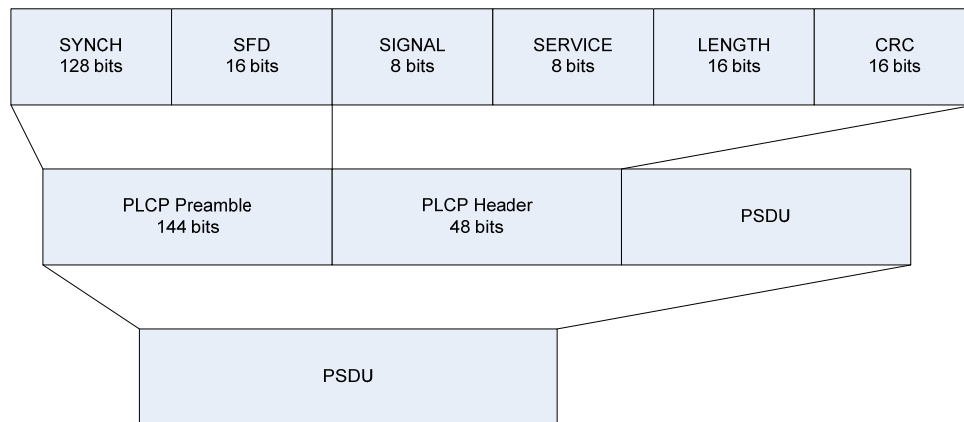 SYNCH
128 bits
SFD
16 bits
SIGNAL
8 bits
SERVICE
8 bits
LENGTH
16 bits
CRC
16 bits
PLCP Preamble
144 bits
PLCP Header
48 bits
PSDU
PSDU